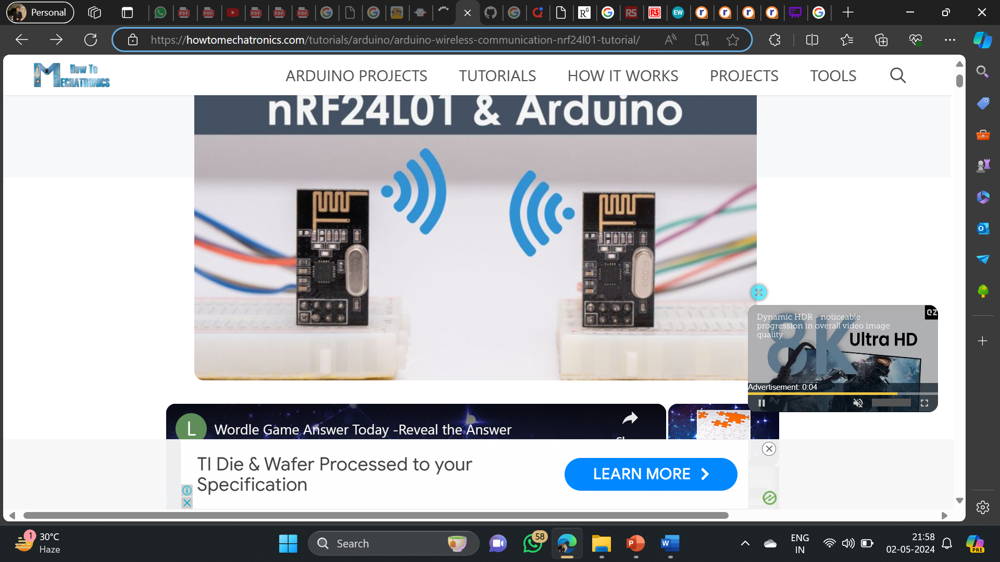 Personal
https://howtomechatronics.com/tutorials/arduino/arduino-wireless-communication-nrf24l01-tutorial/
How To
MECHATRONICS
ARDUINO PROJECTS
TUTORIALS
HOW IT WORKS
PROJECTS
TOOLS
nRF24L01 & Arduino
Dynamic HDR - noticeable
progression in overall video image
quality
8K
Ultra HD
Advertisement: 0:04
L
Wordle Game Answer Today -Reveal the Answer
TI Die & Wafer Processed to your
Specification
LEARN MORE
1
30°C
Haze
Search
58
ENG
IN
21:58
02-05-2024
PRE